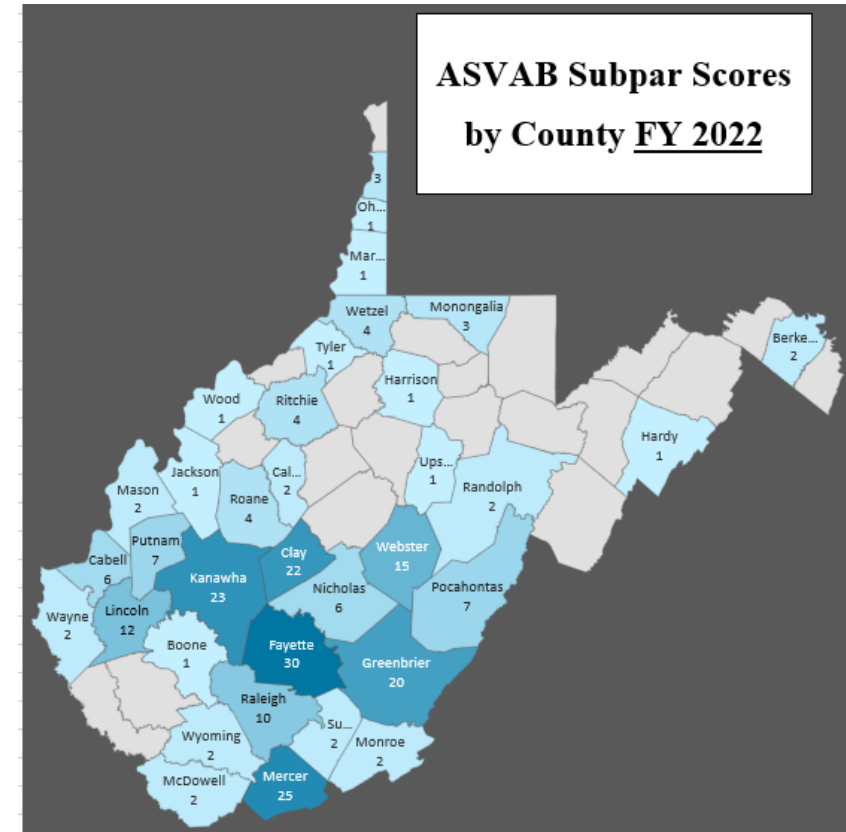 ASVAB Subpar Scores
by County FY 2022
3
Oh...
1
Mar...
1
Wetzel
4
Monongalia
3
Tyler
1
Berke...
2
Harrison
1
Wood
1
Ritchie
4
Hardy
1
Jackson
1
Cal...
2
Ups...
1
Mason
2
Roane
4
Randolph
2
Putnam
7
Clay
22
Webster
15
Cabell
6
Kanawha
23
Nicholas
6
Pocahontas
7
Wayne
2
Lincoln
12
Boone
1
Fayette
30
Greenbrier
20
Raleigh
10
Su...
2
Wyoming
2
Monroe
2
McDowell
2
Mercer
25